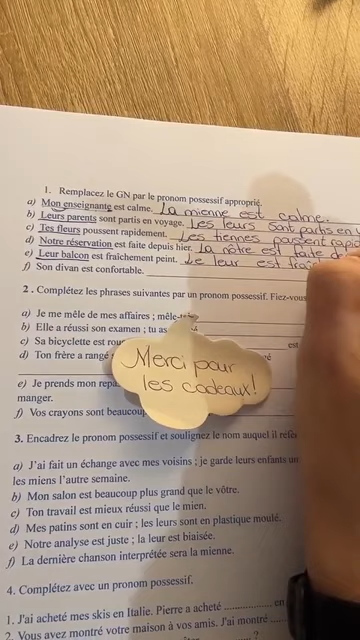 1. Remplacez le GN par le pronom possessif approprié.
a) Mon enseignante est calme. La mienne est calme.
b) Leurs parents sont partis en voyage. Les leurs sont partis en
c) Tes fleurs poussent rapidement. Les tiennes poussent
d) Notre réservation est faite depuis hier. La nôtre est faite
e) Leur balcon est fraîchement peint. Le leur est
f) Son divan est confortable.
2. Complétez les phrases suivantes par un pronom possessif. Fiez-vous
a) Je me mêle de mes affaires ; mêle-
b) Elle a réussi son examen ; tu as
c) Sa bicyclette est est
d) Ton frère a rangé
Merci pour
les cadeaux!
e) Je prends mon
manger.
f) Vos crayons sont
3. Encadrez le pronom possessif et soulignez le nom auquel il
a) J'ai fait un échange avec mes voisins ; je garde leurs enfants
les miens l'autre semaine.
b) Mon salon est beaucoup plus grand que le vôtre.
c) Ton travail est mieux réussi que le mien.
d) Mes patins sont en cuir ; les leurs sont en plastique moulé.
e) Notre analyse est juste ; la leur est biaisée.
f) La dernière chanson interprétée sera la mienne.
4. Complétez avec un pronom possessif.
1. J'ai acheté mes skis en Italie. Pierre a acheté .............. en
2. Vous avez montré votre maison à vos amis. J'ai montré